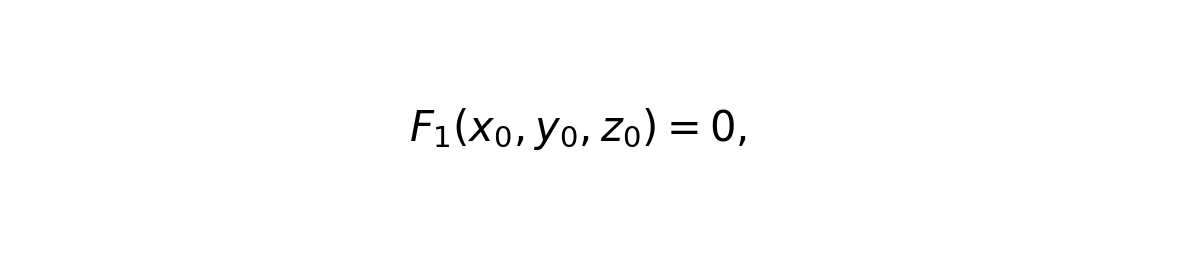 F₁(x₀, y₀, z₀) = 0,